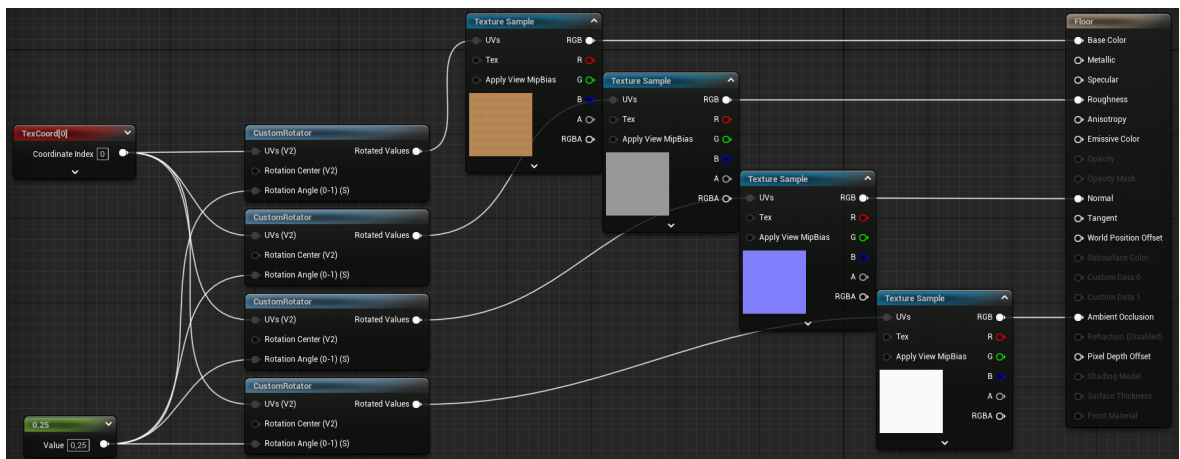 TexCoord[0]
Coordinate Index 0
0.25
Value 0,25
CustomRotator
UVs (V2) Rotated Values
Rotation Center (V2)
Rotation Angle (0-1) (S)
CustomRotator
UVs (V2) Rotated Values
Rotation Center (V2)
Rotation Angle (0-1) (S)
CustomRotator
UVs (V2) Rotated Values
Rotation Center (V2)
Rotation Angle (0-1) (S)
CustomRotator
UVs (V2) Rotated Values
Rotation Center (V2)
Rotation Angle (0-1) (S)
Texture Sample
UVs RGB
Tex R
Apply View MipBias G
B
A
RGBA
Texture Sample
UVs RGB
Tex R
Apply View MipBias G
B
A
RGBA
Texture Sample
UVs RGB
Tex R
Apply View MipBias G
B
A
RGBA
Texture Sample
UVs RGB
Tex R
Apply View MipBias G
B
A
RGBA
Floor
Base Color
Metallic
Specular
Roughness
Anisotropy
Emissive Color
Opacity
Opacity Mask
Normal
Tangent
World Position Offset
Subsurface Color
Custom Data 0
Custom Data 1
Ambient Occlusion
Refraction (Disabled)
Pixel Depth Offset
Shading Model
Surface Thickness
Front Material